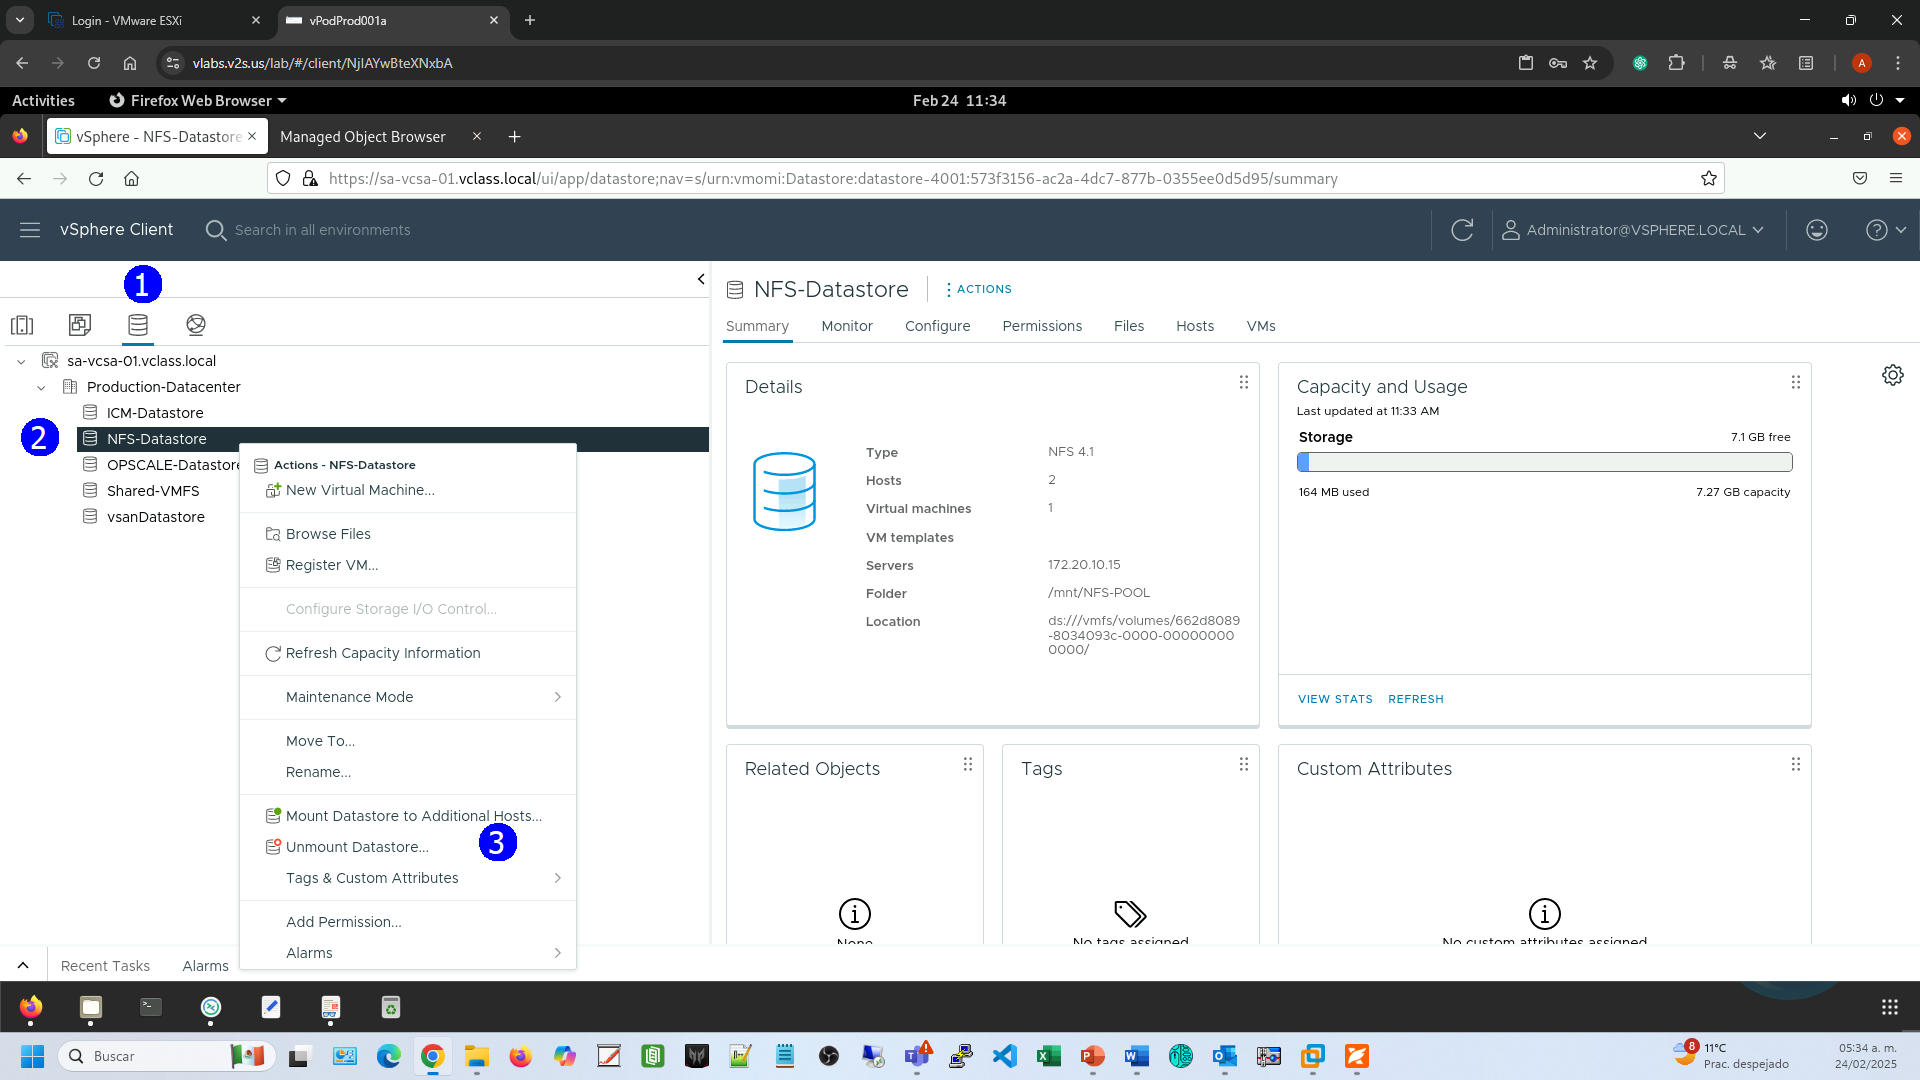 Login - VMware ESXi
vPodProd001a
vlabs.v2s.us/lab/#/client/NjIAYwBteXNxbA
A
Activities
Firefox Web Browser
Feb 24 11:34
vSphere - NFS-Datastore
Managed Object Browser
https://sa-vcsa-01.vclass.local/ui/app/datastore;nav=s/urn:vmomi:Datastore:datastore-4001:573f3156-ac2a-4dc7-877b-0355ee0d5d95/summary
vSphere Client
Search in all environments
Administrator@VSPHERE.LOCAL
1
sa-vcsa-01.vclass.local
Production-Datacenter
ICM-Datastore
2
NFS-Datastore
OPSCALE-Datastore
Shared-VMFS
vsanDatastore
Actions - NFS-Datastore
New Virtual Machine...
Browse Files
Register VM...
Configure Storage I/O Control...
Refresh Capacity Information
Maintenance Mode
Move To...
Rename...
Mount Datastore to Additional Hosts...
3
Unmount Datastore...
Tags & Custom Attributes
Add Permission...
Alarms
NFS-Datastore
ACTIONS
Summary Monitor Configure Permissions Files Hosts VMs
Details
Type NFS 4.1
Hosts 2
Virtual machines 1
VM templates
Servers 172.20.10.15
Folder /mnt/NFS-POOL
Location ds:///vmfs/volumes/662d8089
-8034093c-0000-00000000
0000/
Capacity and Usage
Last updated at 11:33 AM
Storage 7.1 GB free
164 MB used 7.27 GB capacity
VIEW STATS REFRESH
Related Objects
None
Tags
No tags assigned
Custom Attributes
No custom attributes assigned
Recent Tasks Alarms
Buscar
8
11°C
Prac. despejado
05:34 a. m.
24/02/2025